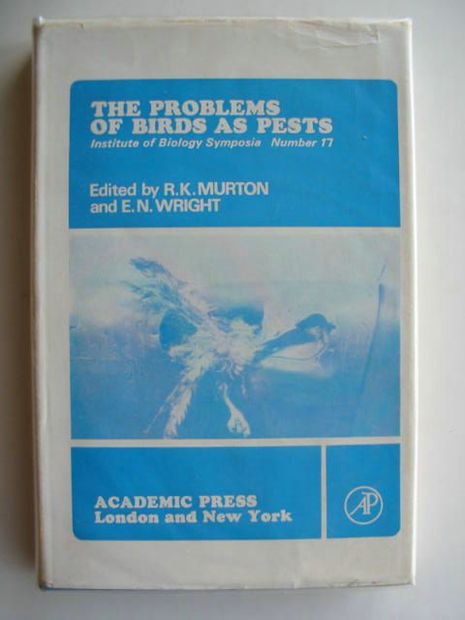 THE PROBLEMS
OF BIRDS AS PESTS
Institute of Biology Symposia Number 17
Edited by R.K. MURTON
and E.N. WRIGHT
ACADEMIC PRESS
London and New York
AP